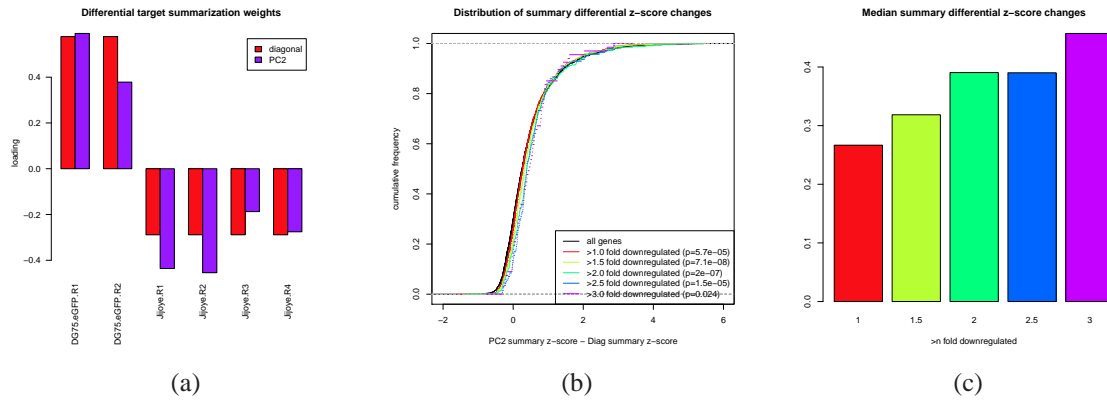 Differential target summarization weights
diagonal
PC2
loading
0.4
0.2
0.0
−0.2
−0.4
DG75.eGFP.R1
DG75.eGFP.R2
Jijoye.R1
Jijoye.R2
Jijoye.R3
Jijoye.R4
(a)
Distribution of summary differential z−score changes
cumulative frequency
1.0
0.8
0.6
0.4
0.2
0.0
all genes
>1.0 fold downregulated (p=5.7e−05)
>1.5 fold downregulated (p=7.1e−08)
>2.0 fold downregulated (p=2e−07)
>2.5 fold downregulated (p=1.5e−05)
>3.0 fold downregulated (p=0.024)
−2 0 2 4 6
PC2 summary z−score − Diag summary z−score
(b)
Median summary differential z−score changes
0.4
0.3
0.2
0.1
0.0
1 1.5 2 2.5 3
>n fold downregulated
(c)